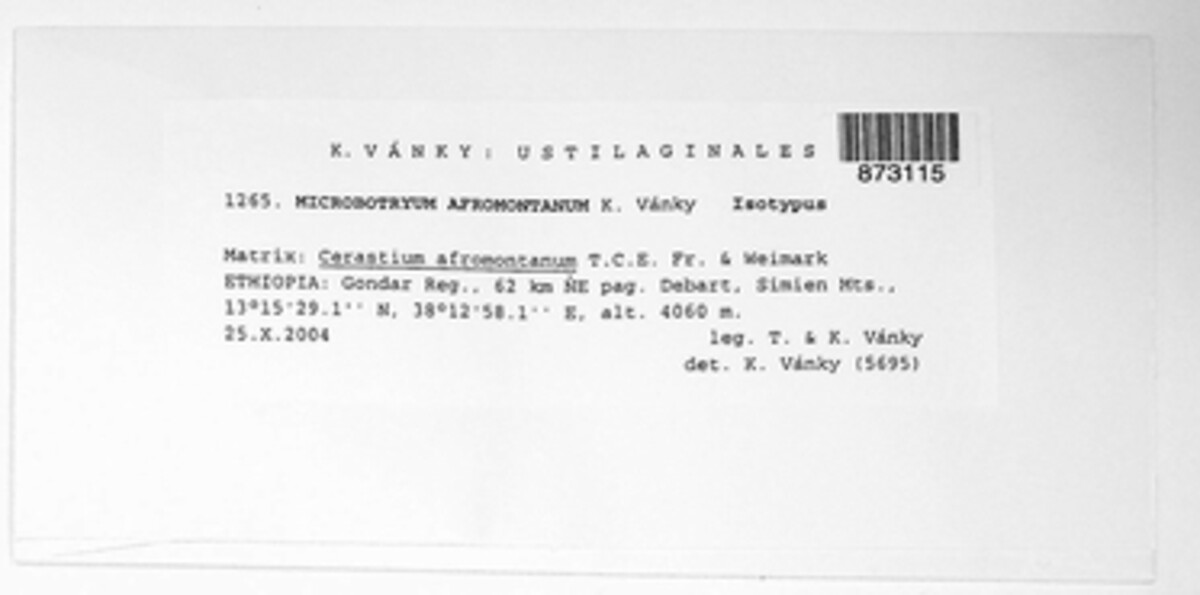 K. VÁNKY: USTILAGINALES
873115
1265. MICROBOTRYUM AFROMONTANUM K. Vánky Isotypus
Matrix: Cerastium afromontanum T.C.E. Fr. & Weimark
ETHIOPIA: Gondar Reg., 62 km NE pag. Debart, Simien Mts.,
13°15'29.1'' N, 38°12'58.1'' E, alt. 4060 m.
25.X.2004 leg. T. & K. Vánky
det. K. Vánky (5695)